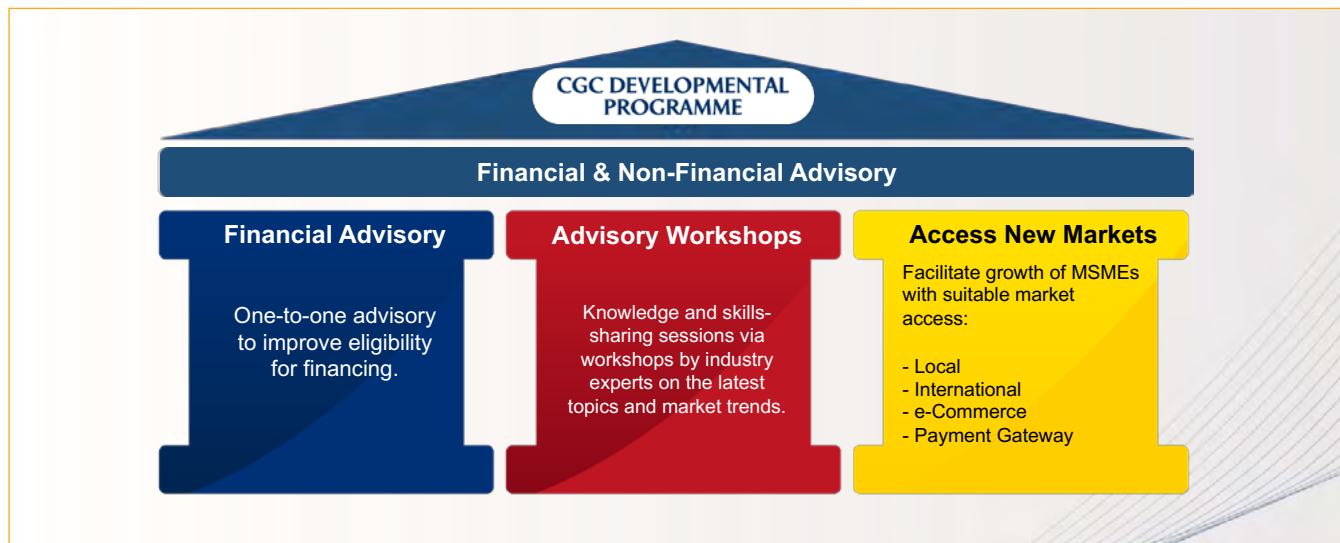 CGC DEVELOPMENTAL
PROGRAMME
Financial & Non-Financial Advisory
Financial Advisory
One-to-one advisory
to improve eligibility
for financing.
Advisory Workshops
Knowledge and skills-
sharing sessions via
workshops by industry
experts on the latest
topics and market trends.
Access New Markets
Facilitate growth of MSMEs
with suitable market
access:
- Local
- International
- e-Commerce
- Payment Gateway